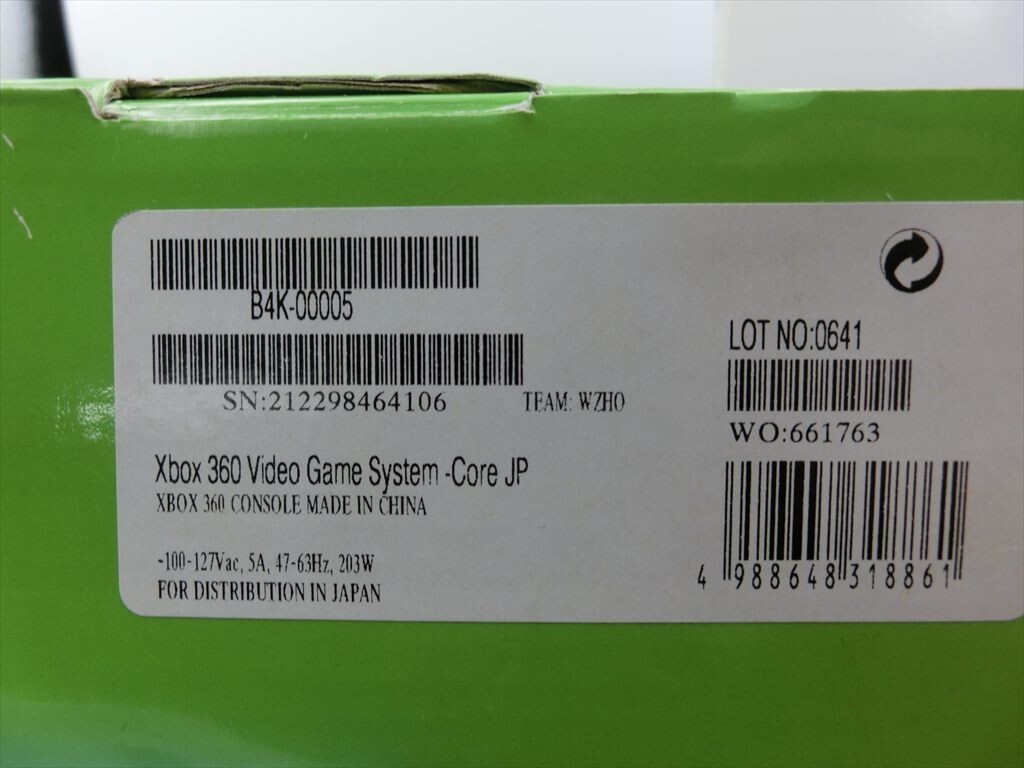 B4K-00005
SN:212298464106 TEAM: WZHO
Xbox 360 Video Game System -Core JP
XBOX 360 CONSOLE MADE IN CHINA
~100-127Vac, 5A, 47-63Hz, 203W
FOR DISTRIBUTION IN JAPAN
LOT NO:0641
WO:661763
4 988648 318861